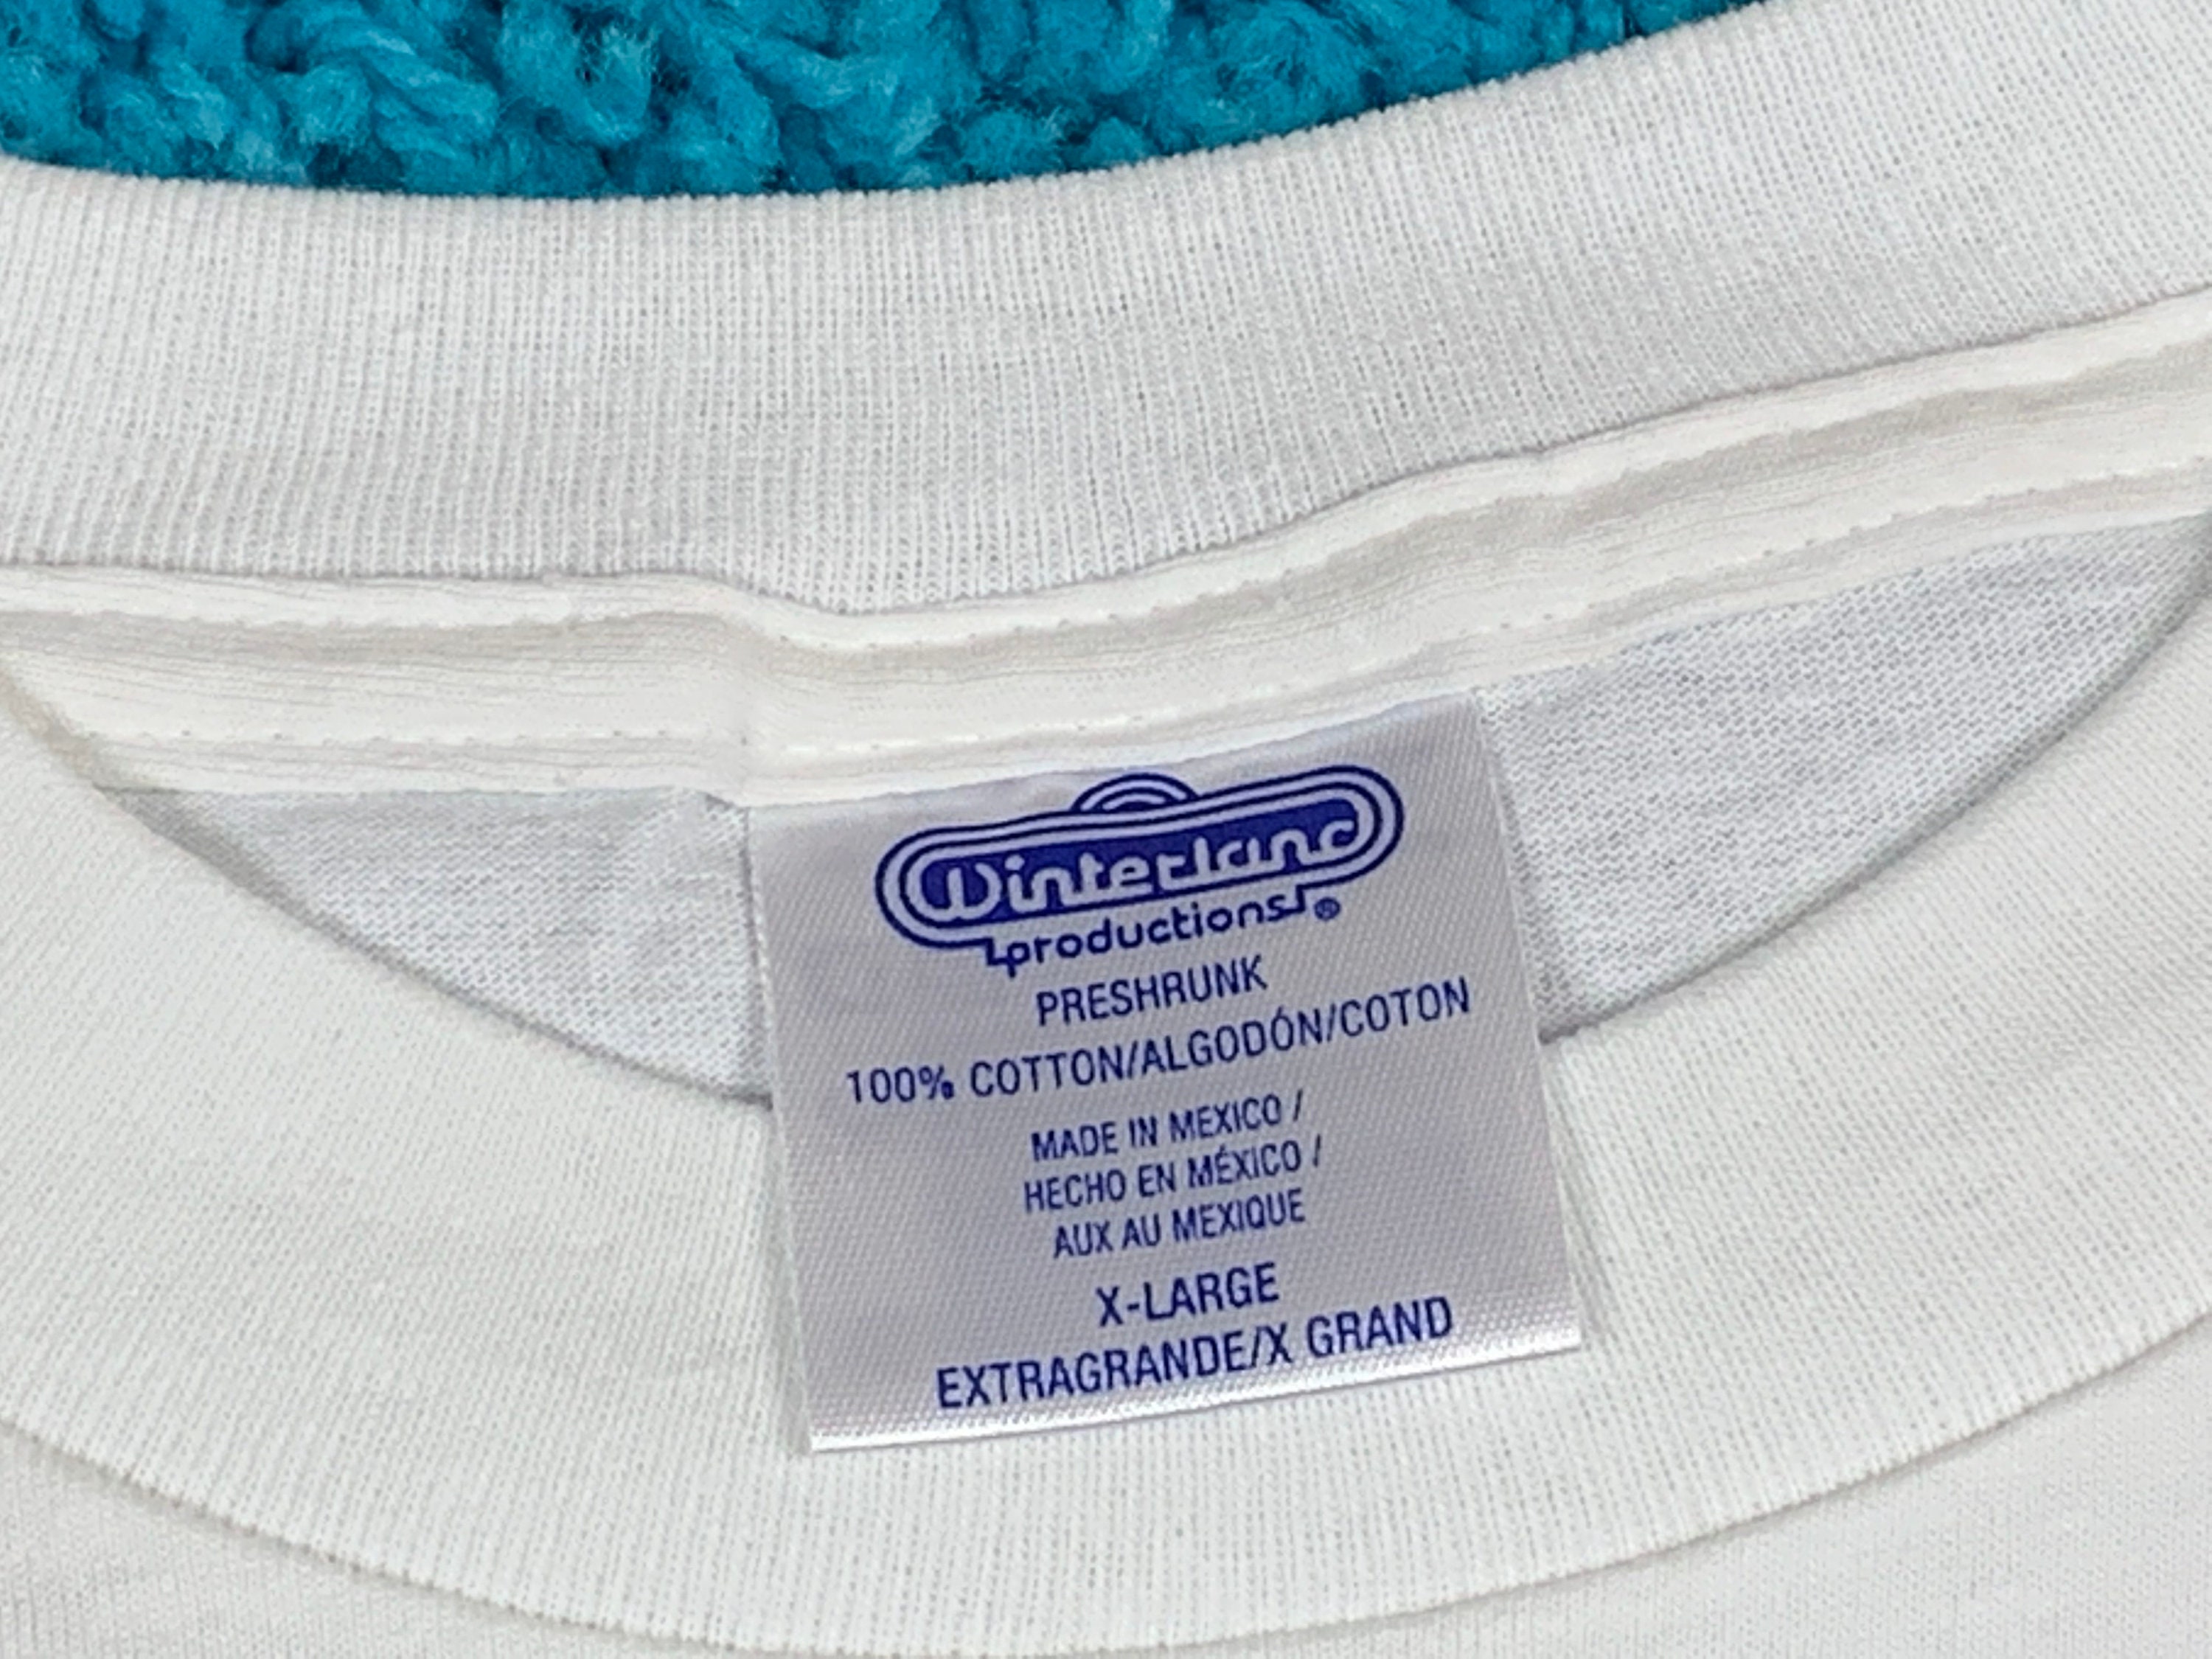 Winterland
productions®
PRESHRUNK
100% COTTON/ALGODÓN/COTON
MADE IN MEXICO /
HECHO EN MÉXICO /
AUX AU MEXIQUE
X-LARGE
EXTRAGRANDE/X GRAND